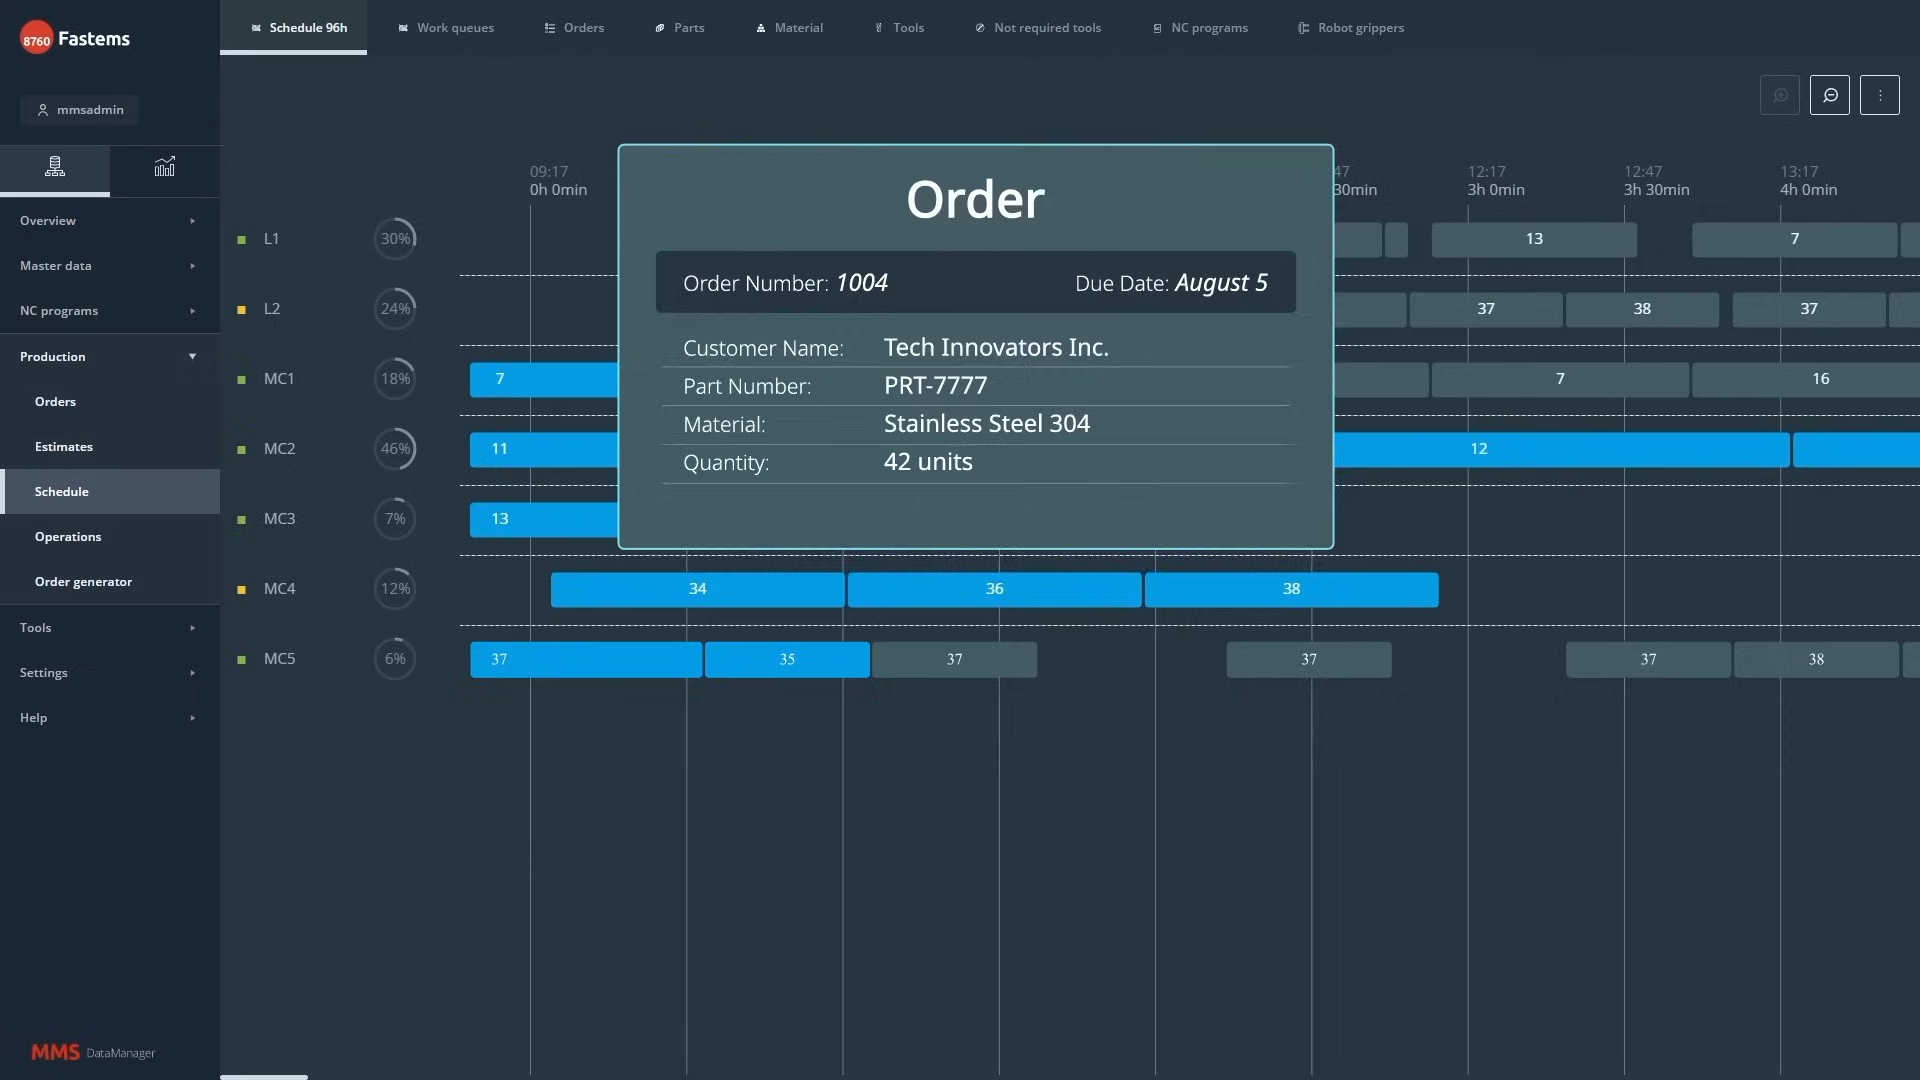 8760 Fastems
mmsadmin
Overview
Master data
NC programs
Production
Orders
Estimates
Schedule
Operations
Order generator
Tools
Settings
Help
MMS DataManager
Schedule 96h
Work queues
Orders
Parts
Material
Tools
Not required tools
NC programs
Robot grippers
09:17 47 12:17 12:47 13:17
0h 0min 30min 3h 0min 3h 30min 4h 0min
L1 30% 13 7
L2 24% 37 38 37
MC1 18% 7 7 16
MC2 46% 11 12
MC3 7% 13
MC4 12% 34 36 38
MC5 6% 37 35 37 37 37 38
Order
Order Number: 1004 Due Date: August 5
Customer Name: Tech Innovators Inc.
Part Number: PRT-7777
Material: Stainless Steel 304
Quantity: 42 units